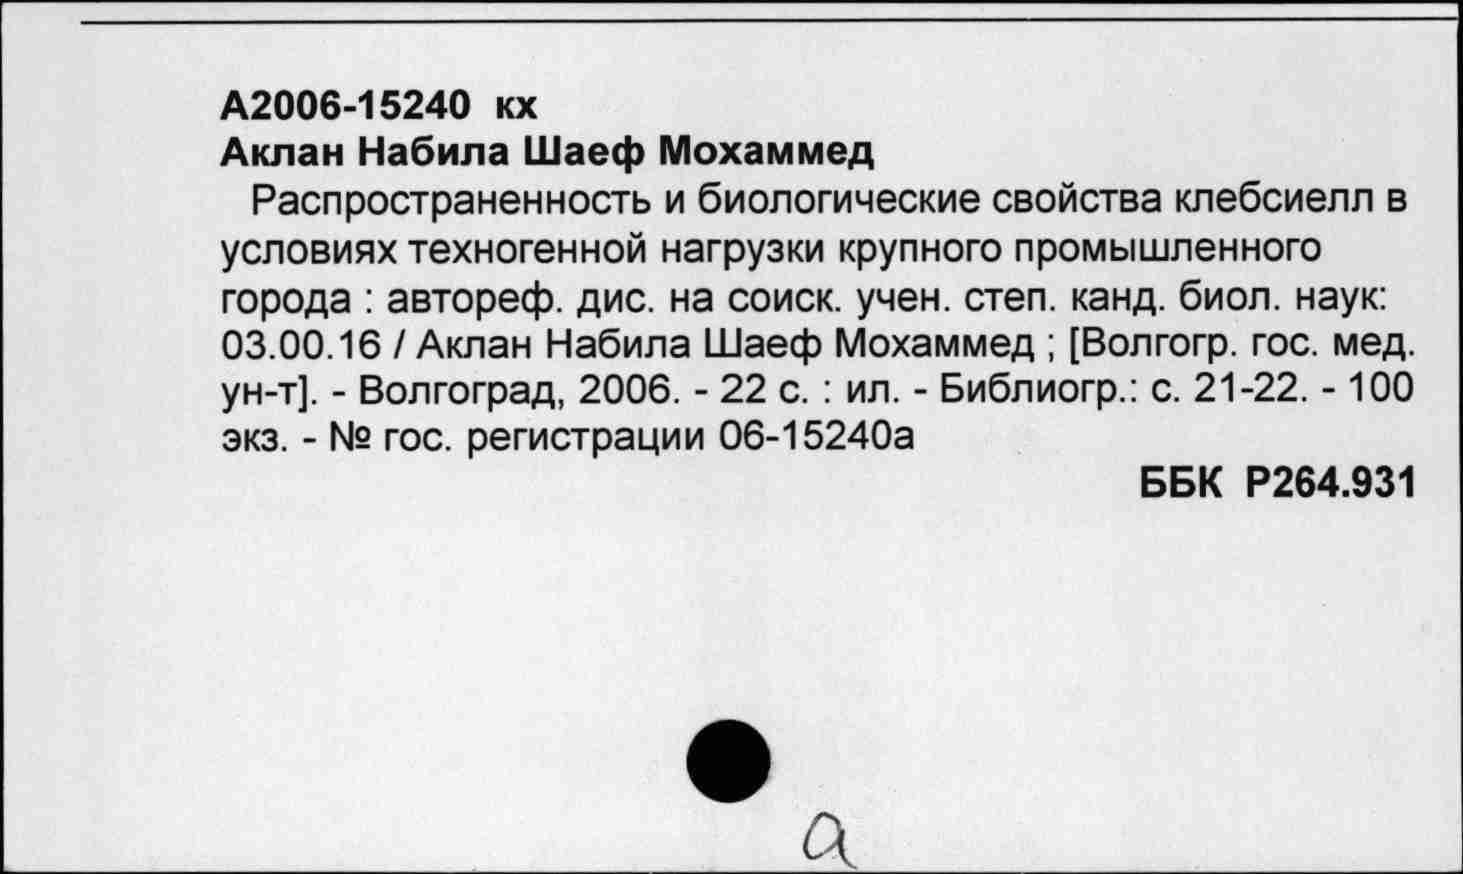 А2006-15240 кх
Аклан Набила Шаеф Мохаммед
Распространенность и биологические свойства клебсиелл в
условиях техногенной нагрузки крупного промышленного
города : автореф. дис. на соиск. учен. степ. канд. биол. наук:
03.00.16 / Аклан Набила Шаеф Мохаммед ; [Волгогр. гос. мед.
ун-т]. - Волгоград, 2006. - 22 с. : ил. - Библиогр.: с. 21-22. - 100
экз. - № гос. регистрации 06-15240а
ББК Р264.931
а